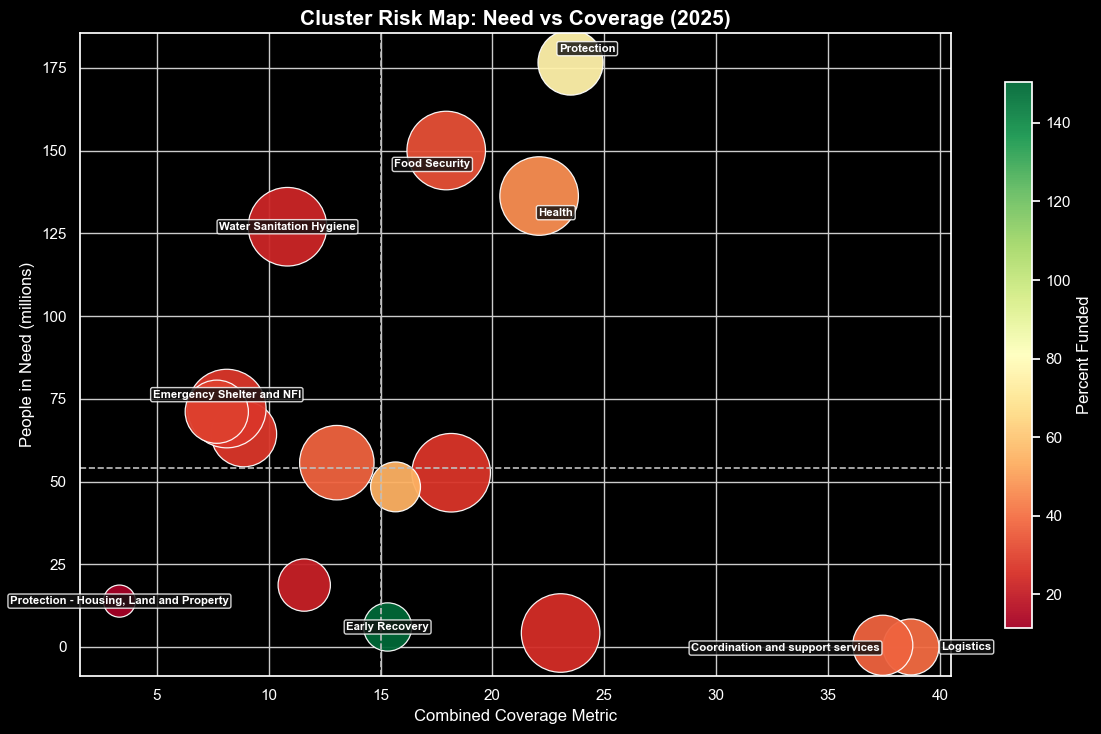 Cluster Risk Map: Need vs Coverage (2025)
Protection
Food Security
Health
Water Sanitation Hygiene
Emergency Shelter and NFI
Protection - Housing, Land and Property
Early Recovery
Coordination and support services
Logistics
175
150
125
100
75
50
25
0
People in Need (millions)
5
10
15
20
25
30
35
40
Combined Coverage Metric
140
120
100
80
60
40
20
Percent Funded